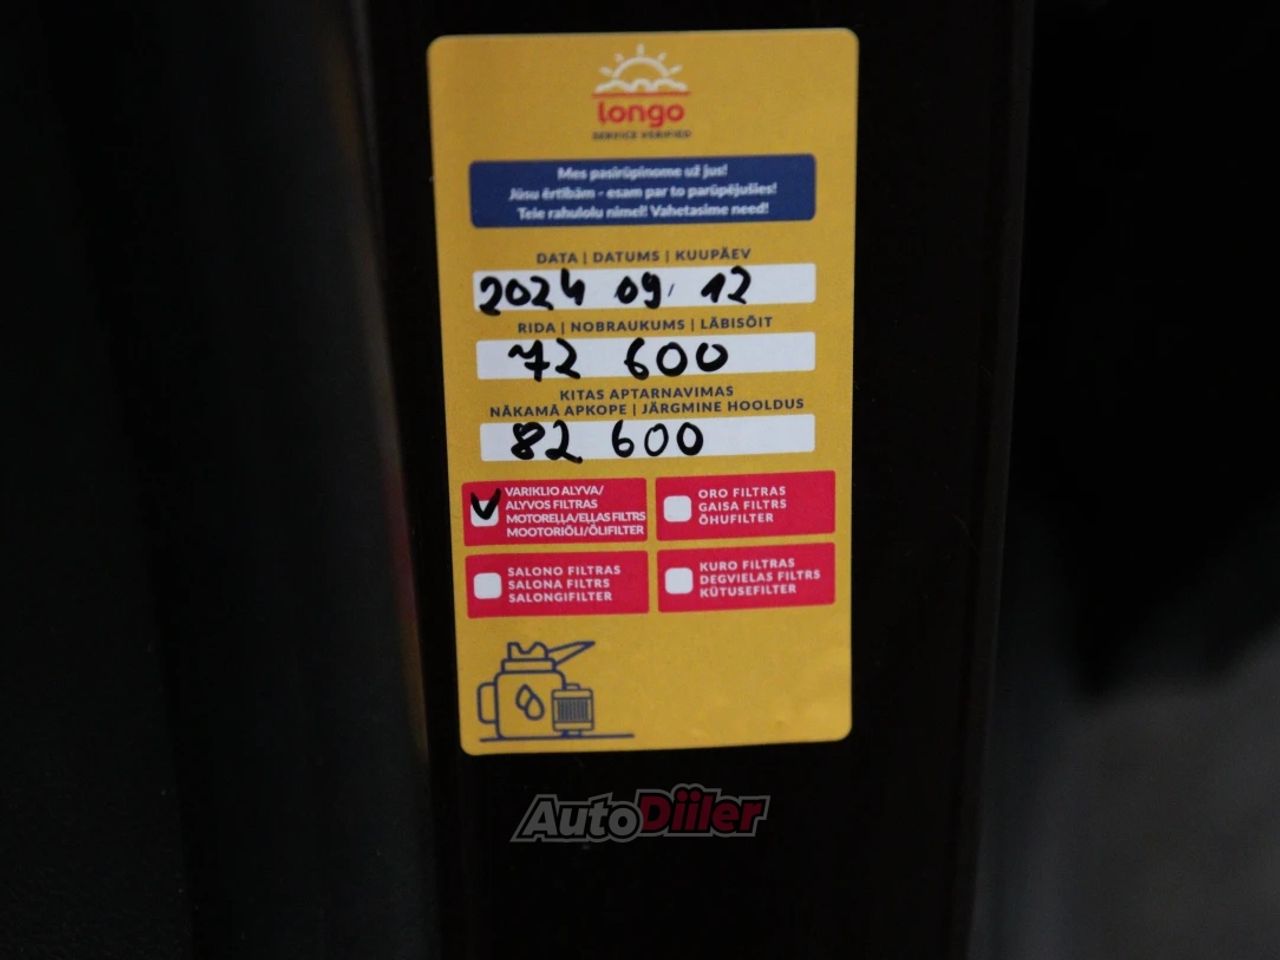 longo
SERVICE VERIFIED
Mes pasirūpinome už jus!
Jūsu ērtībām - esam par to parūpējušies!
Teie rahulolu nimel! Vahetasime need!
DATA | DATUMS | KUUPÄEV
2024 09, 12
RIDA | NOBRAUKUMS | LÄBISÕIT
72 600
KITAS APTARNAVIMAS
NĀKAMĀ APKOPE | JÄRGMINE HOOLDUS
82 600
VARIKLIO ALYVA/
ALYVOS FILTRAS
MOTOREĻĻA/EĻĻAS FILTRS
MOOTORIÕLI/ÕLIFILTER
ORO FILTRAS
GAISA FILTRS
ÕHUFILTER
SALONO FILTRAS
SALONA FILTRS
SALONGIFILTER
KURO FILTRAS
DEGVIELAS FILTRS
KÜTUSEFILTER
AutoDiiler